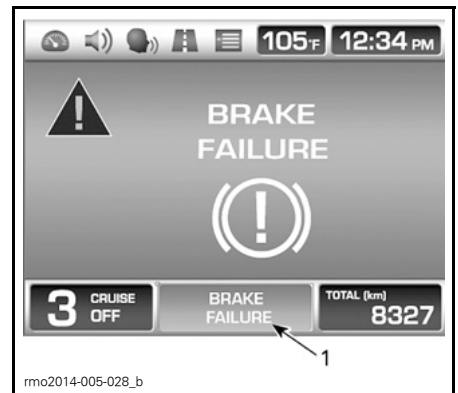 105°F 12:34 PM
BRAKE
FAILURE
3 CRUISE
OFF
BRAKE
FAILURE
TOTAL (km)
8327
1
rmo2014-005-028_b